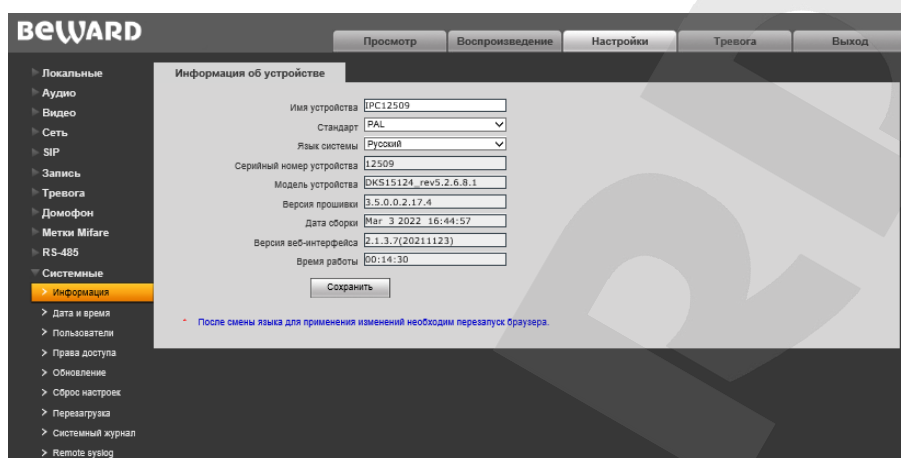 BEWARD
Просмотр Воспроизведение Настройки Тревога Выход
Локальные
Аудио
Видео
Сеть
SIP
Запись
Тревога
Домофон
Метки Mifare
RS-485
Системные
Информация
Дата и время
Пользователи
Права доступа
Обновление
Сброс настроек
Перезагрузка
Системный журнал
Remote syslog
Информация об устройстве
Имя устройства IPC12509
Стандарт PAL
Язык системы Русский
Серийный номер устройства 12509
Модель устройства DKS15124_rev5.2.6.8.1
Версия прошивки 3.5.0.0.2.17.4
Дата сборки Mar 3 2022 16:44:57
Версия веб-интерфейса 2.1.3.7(20211123)
Время работы 00:14:30
Сохранить
* После смены языка для применения изменений необходим перезапуск браузера.